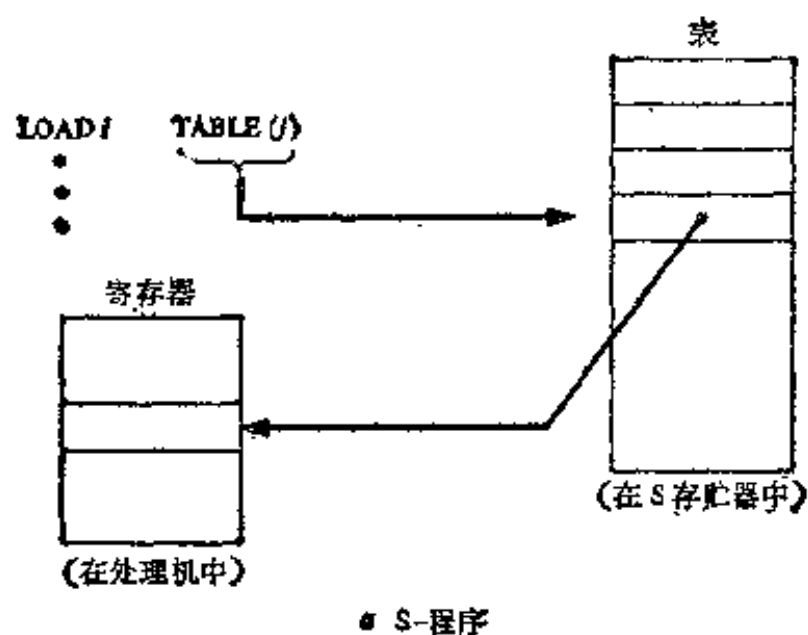 表
LOAD i TABLE (j)
寄存器
(在S存贮器中)
(在处理机中)
a S-程序